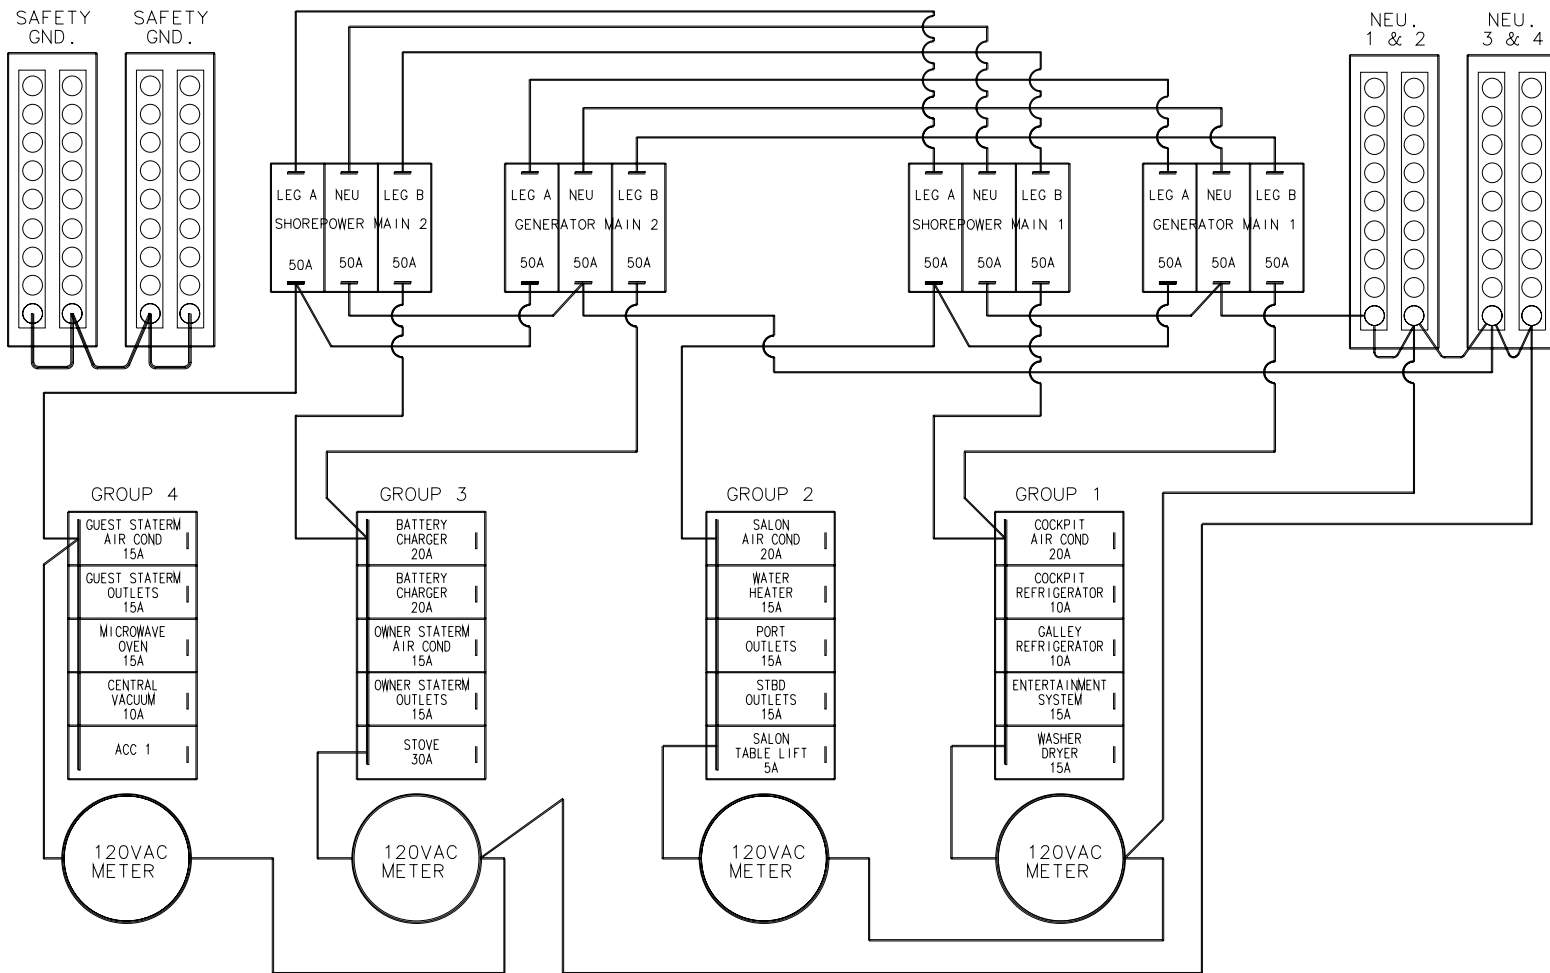 SAFETY
GND.
SAFETY
GND.
NEU.
1 & 2
NEU.
3 & 4
LEG A
NEU
LEG B
SHOREPOWER MAIN 2
50A
50A
50A
LEG A
NEU
LEG B
GENERATOR MAIN 2
50A
50A
50A
LEG A
NEU
LEG B
SHOREPOWER MAIN 1
50A
50A
50A
LEG A
NEU
LEG B
GENERATOR MAIN 1
50A
50A
50A
GROUP 4
GUEST STATERM
AIR COND
15A
GUEST STATERM
OUTLETS
15A
MICROWAVE
OVEN
15A
CENTRAL
VACUUM
10A
ACC 1
120VAC
METER
GROUP 3
BATTERY
CHARGER
20A
BATTERY
CHARGER
20A
OWNER STATERM
AIR COND
15A
OWNER STATERM
OUTLETS
15A
STOVE
30A
120VAC
METER
GROUP 2
SALON
AIR COND
20A
WATER
HEATER
15A
PORT
OUTLETS
15A
STBD
OUTLETS
15A
SALON
TABLE LIFT
5A
120VAC
METER
GROUP 1
COCKPIT
AIR COND
20A
COCKPIT
REFRIGERATOR
10A
GALLEY
REFRIGERATOR
10A
ENTERTAINMENT
SYSTEM
15A
WASHER
DRYER
15A
120VAC
METER